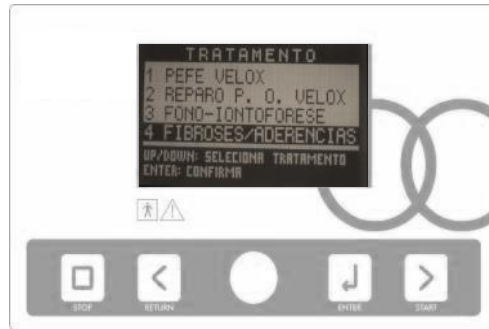 TRATAMENTO
1 PEFE VELOX
2 REPARO P. O. VELOX
3 FONO-IONTOFORESE
4 FIBROSES/ADERENCIAS
UP/DOWN: SELECIONA TRATAMENTO
ENTER: CONFIRMA
STOP
RETURN
ENTER
START